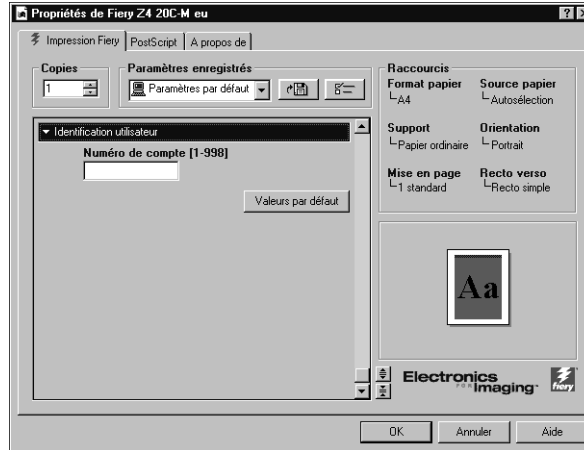 Propriétés de Fiery Z4 20C-M eu
Impression Fiery
PostScript
A propos de
Copies
1
Paramètres enregistrés
Paramètres par défaut
Identification utilisateur
Numéro de compte [1-998]
Valeurs par défaut
Raccourcis
Format papier
A4
Source papier
Autosélection
Support
Papier ordinaire
Orientation
Portrait
Mise en page
1 standard
Recto verso
Recto simple
Aa
Electronics
FOR Imaging
fiery
OK
Annuler
Aide